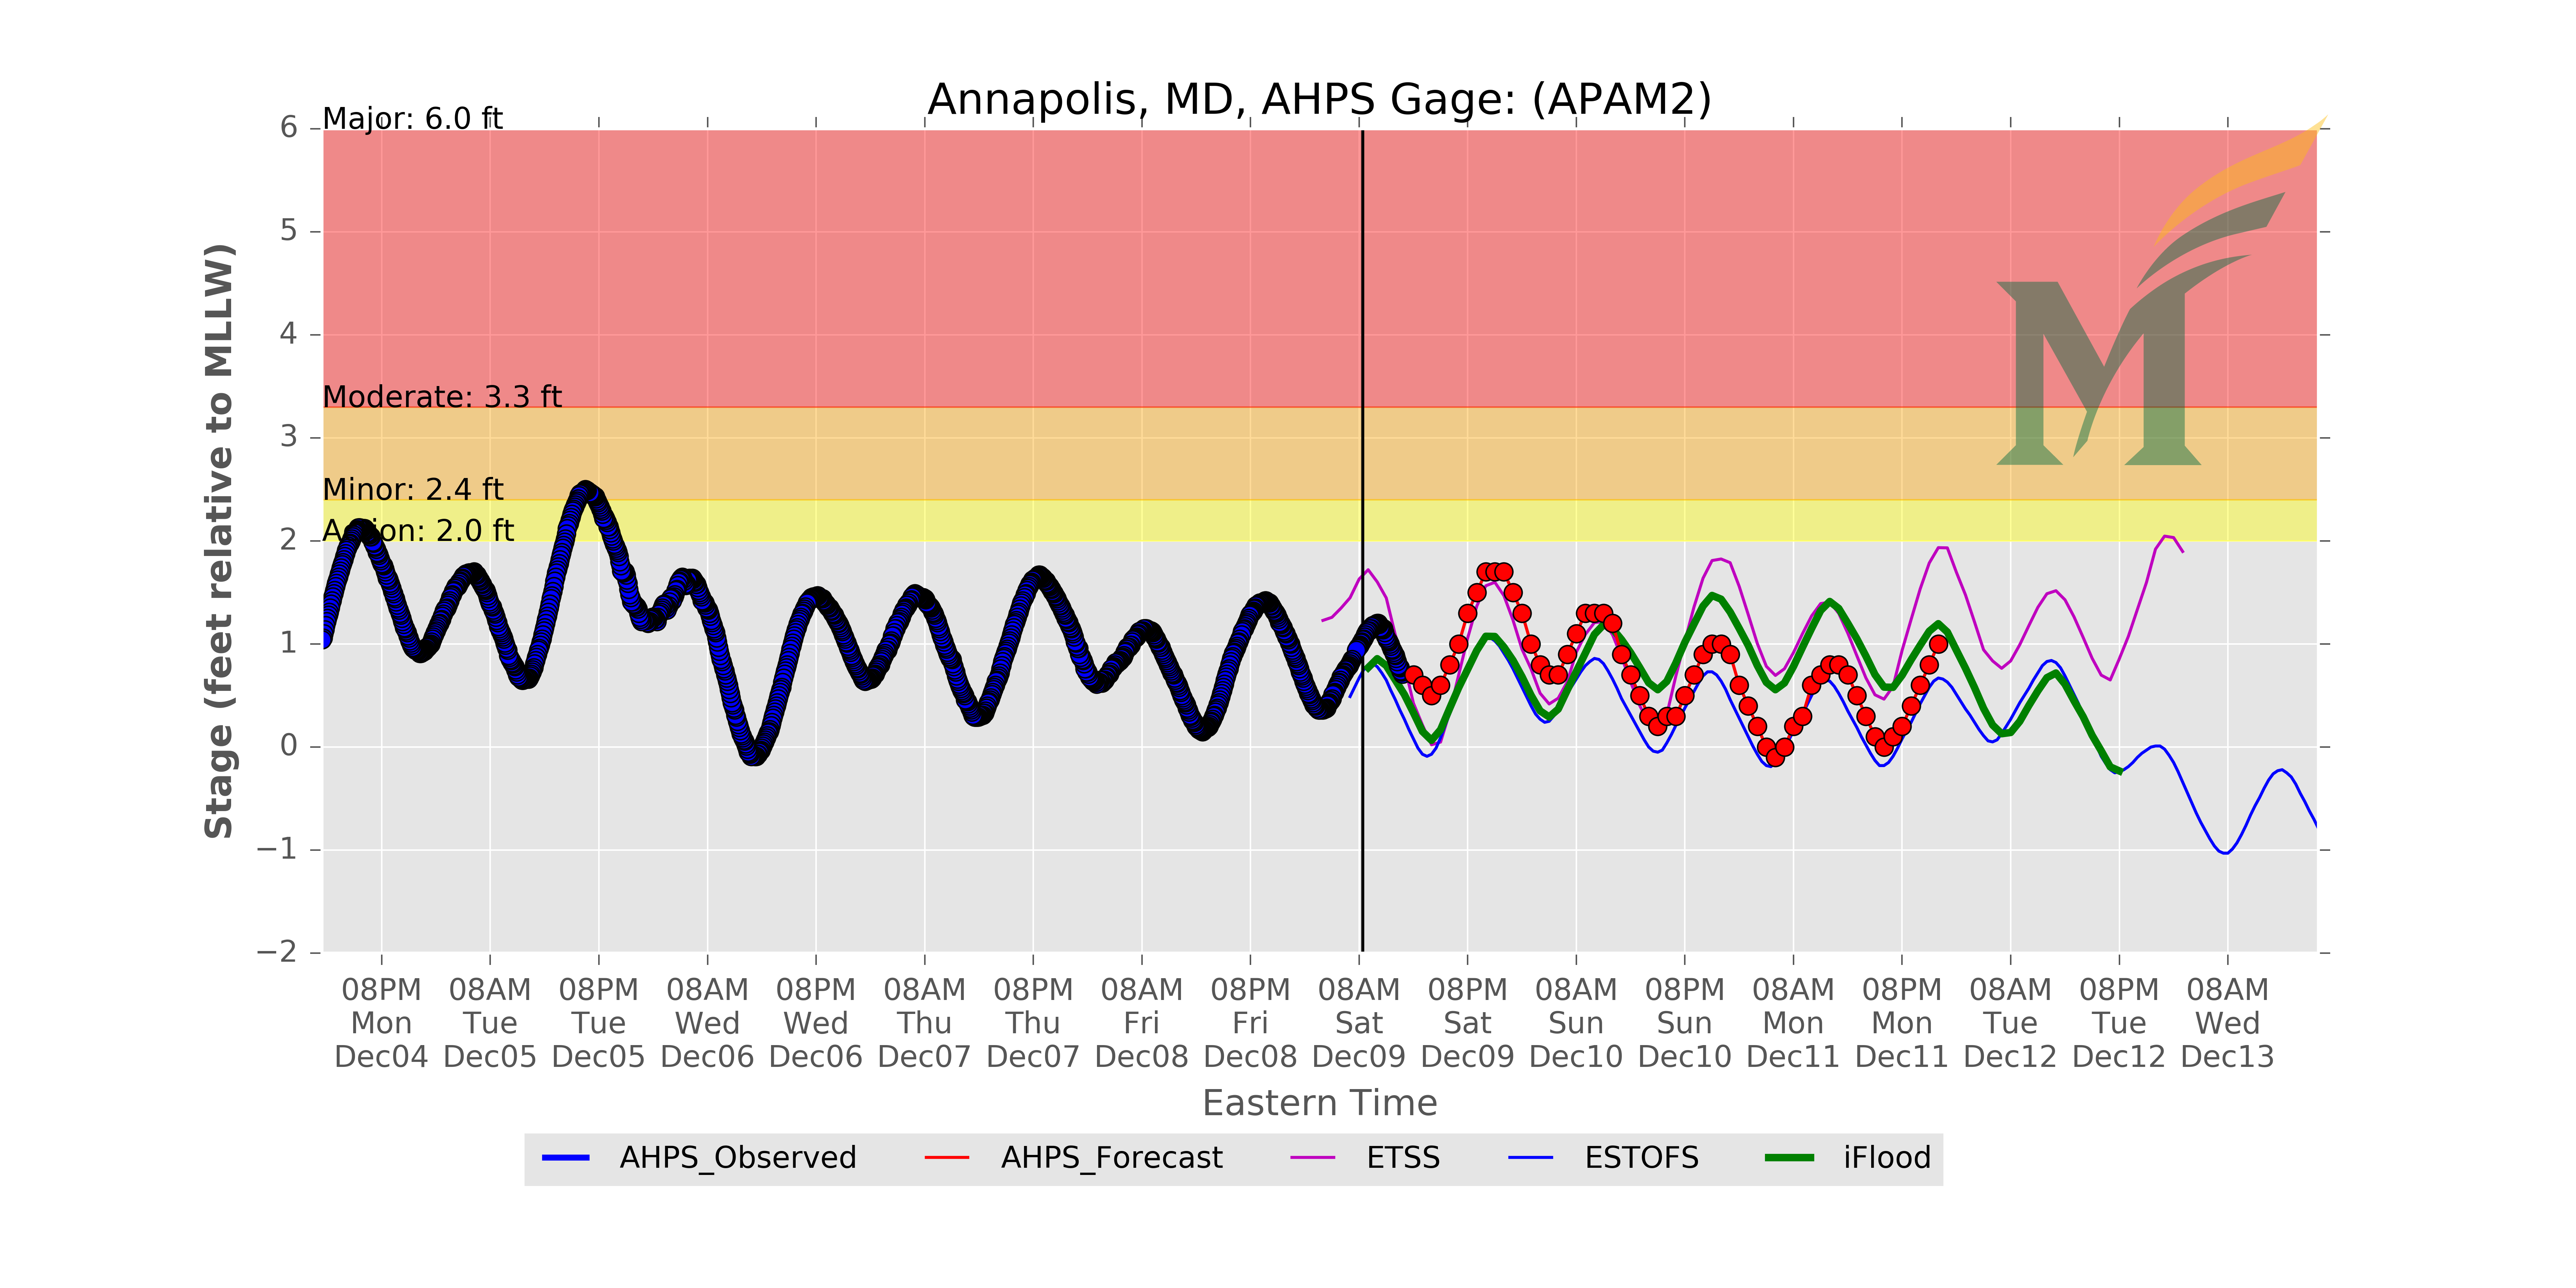 Annapolis, MD, AHPS Gage: (APAM2)
Major: 6.0 ft
Moderate: 3.3 ft
Minor: 2.4 ft
Action: 2.0 ft
Stage (feet relative to MLLW)
6
5
4
3
2
1
0
−1
−2
08PM 08AM 08PM 08AM 08PM 08AM 08PM 08AM 08PM 08AM 08PM 08AM 08PM 08AM 08PM 08AM 08PM 08AM
Mon Tue Tue Wed Wed Thu Thu Fri Fri Sat Sat Sun Sun Mon Mon Tue Tue Wed
Dec04 Dec05 Dec05 Dec06 Dec06 Dec07 Dec07 Dec08 Dec08 Dec09 Dec09 Dec10 Dec10 Dec11 Dec11 Dec12 Dec12 Dec13
Eastern Time
AHPS_Observed AHPS_Forecast ETSS ESTOFS iFlood
M